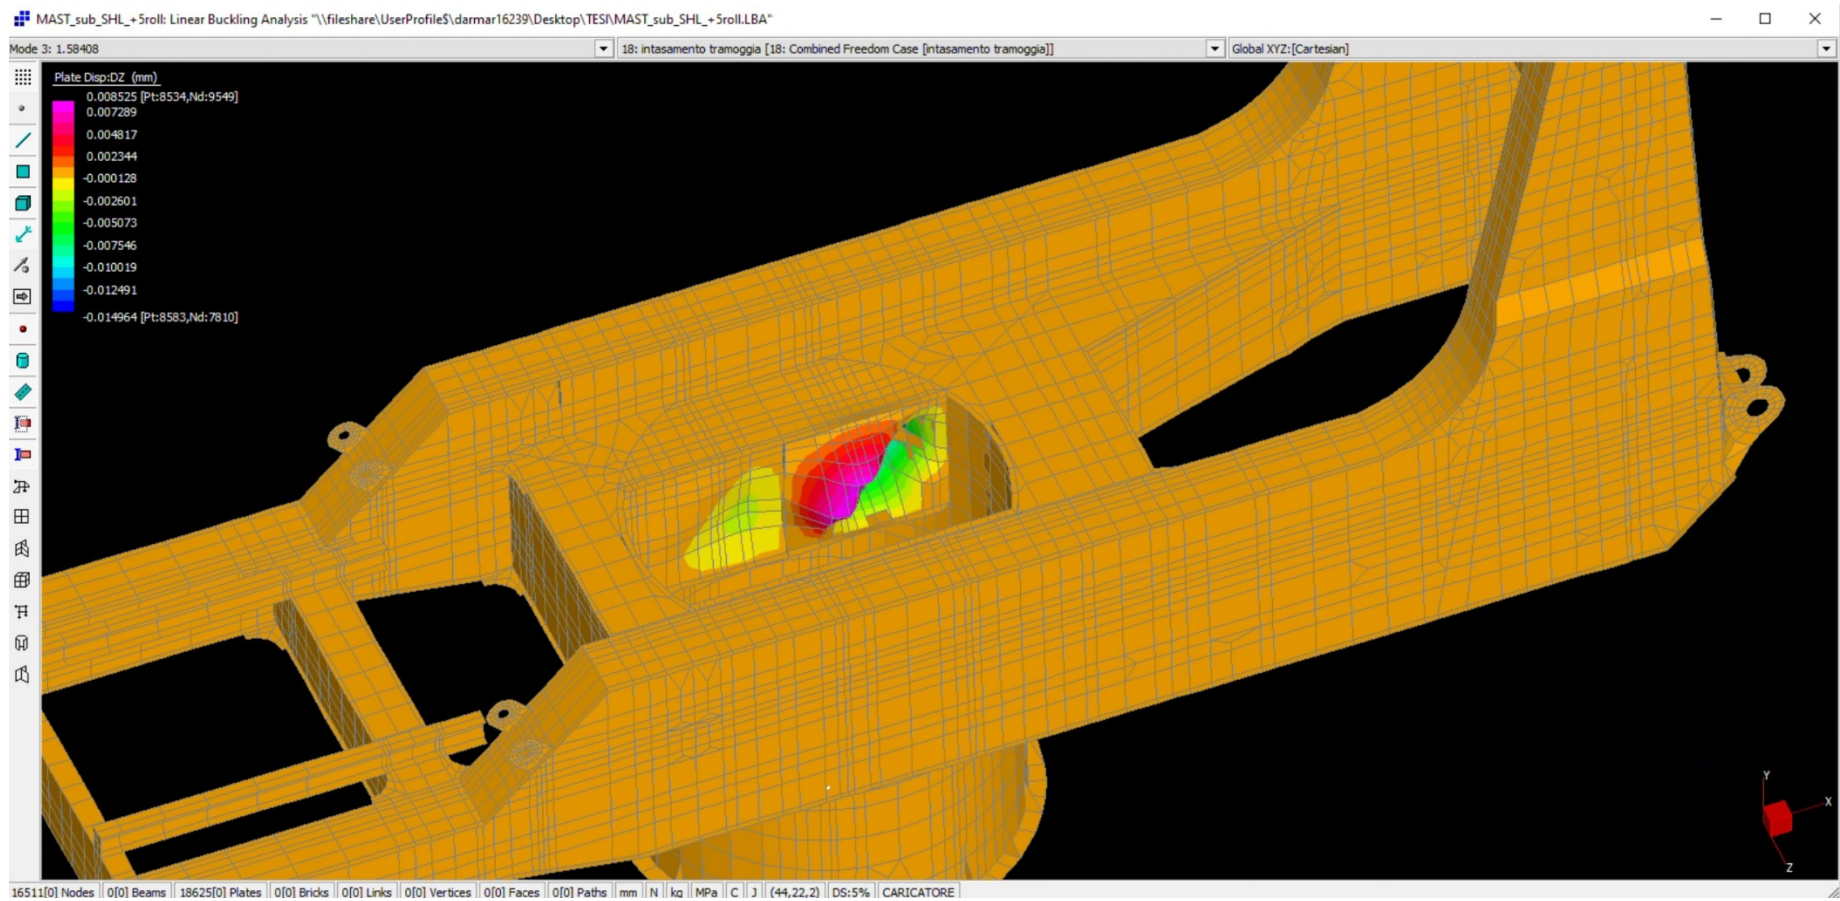 MAST_sub_SHL_+5roll: Linear Buckling Analysis "\\fileshare\UserProfile$\darmar16239\Desktop\TESI\MAST_sub_SHL_+5roll.LBA"
Mode 3: 1.58408 18: intasamento tramoggia [18: Combined Freedom Case [intasamento tramoggia]] Global XYZ:[Cartesian]
Plate Disp:DZ (mm)
0.008525 [Pt:8534,Nd:9549]
0.007289
0.004817
0.002344
-0.000128
-0.002601
-0.005073
-0.007546
-0.010019
-0.012491
-0.014964 [Pt:8583,Nd:7810]
Y
X
Z
16511[0] Nodes 0[0] Beams 18625[0] Plates 0[0] Bricks 0[0] Links 0[0] Vertices 0[0] Faces 0[0] Paths mm N kg MPa C J (44,22,2) DS:5% CARICATORE